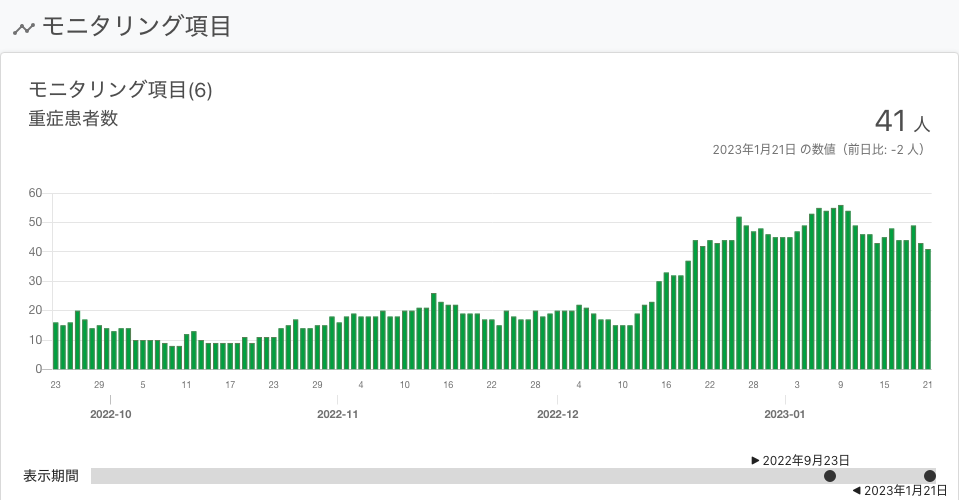 モニタリング項目
モニタリング項目(6)
重症患者数
41 人
2023年1月21日 の数値（前日比: -2 人）
60
50
40
30
20
10
0
23 29 5 11 17 23 29 4 10 16 22 28 4 10 16 22 28 3 9 15 21
2022-10 2022-11 2022-12 2023-01
▶ 2022年9月23日
表示期間
◀ 2023年1月21日